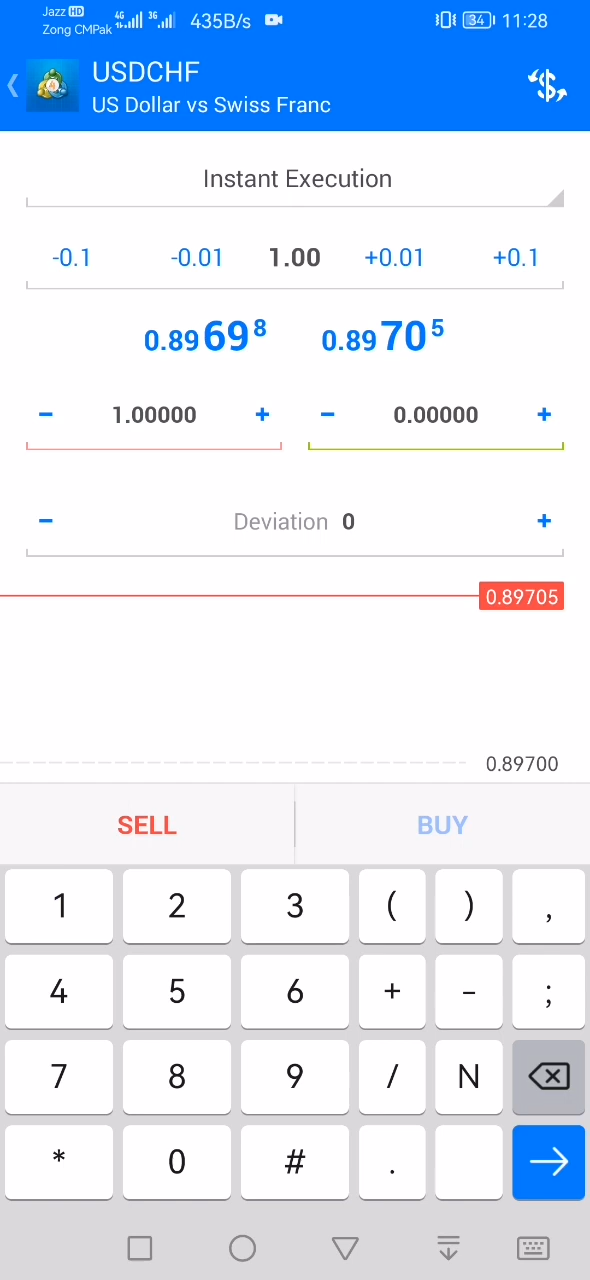 Jazz HD 4G 3G 435B/s 34 11:28
Zong CMPak
USDCHF
US Dollar vs Swiss Franc
Instant Execution
-0.1 -0.01 1.00 +0.01 +0.1
0.89698 0.89705
- 1.00000 + - 0.00000 +
- Deviation 0 +
0.89705
0.89700
SELL BUY
1 2 3 ( ) ,
4 5 6 + - ;
7 8 9 / N
* 0 # .